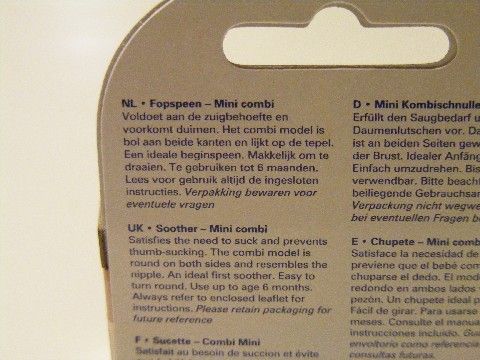 NL • Fopspeen – Mini combi
Voldoet aan de zuigbehoefte en
voorkomt duimen. Het combi model is
bol aan beide kanten en lijkt op de tepel.
Een ideale beginspeen. Makkelijk om te
draaien. Te gebruiken tot 6 maanden.
Lees voor gebruik altijd de ingesloten
instructies. Verpakking bewaren voor
eventuele vragen
UK • Soother – Mini combi
Satisfies the need to suck and prevents
thumb-sucking. The combi model is
round on both sides and resembles the
nipple. An ideal first soother. Easy to
turn round. Use up to age 6 months.
Always refer to enclosed leaflet for
instructions. Please retain packaging for
future reference
F • Sucette – Combi Mini
Satisfait au besoin de succion et évite
D • Mini Kombischnulle
Erfüllt den Saugbedarf u
Daumenlutschen vor. Da
ist an beiden Seiten gew
der Brust. Idealer Anfäng
Einfach umzudrehen. Bis
verwendbar. Bitte beacht
beiliegende Gebrauchsan
Verpackung nicht wegwe
bei eventuellen Fragen b
E • Chupete – Mini comb
Satisface la necesidad de
previene que el bebé com
chuparse el dedo. El mod
redondo en ambos lados
pezón. Un chupete ideal p
Fácil de girar. Para usarse
meses. Consulte el manua
instrucciones incluido. Gua
envoltorio como referencia
consultas futuras.